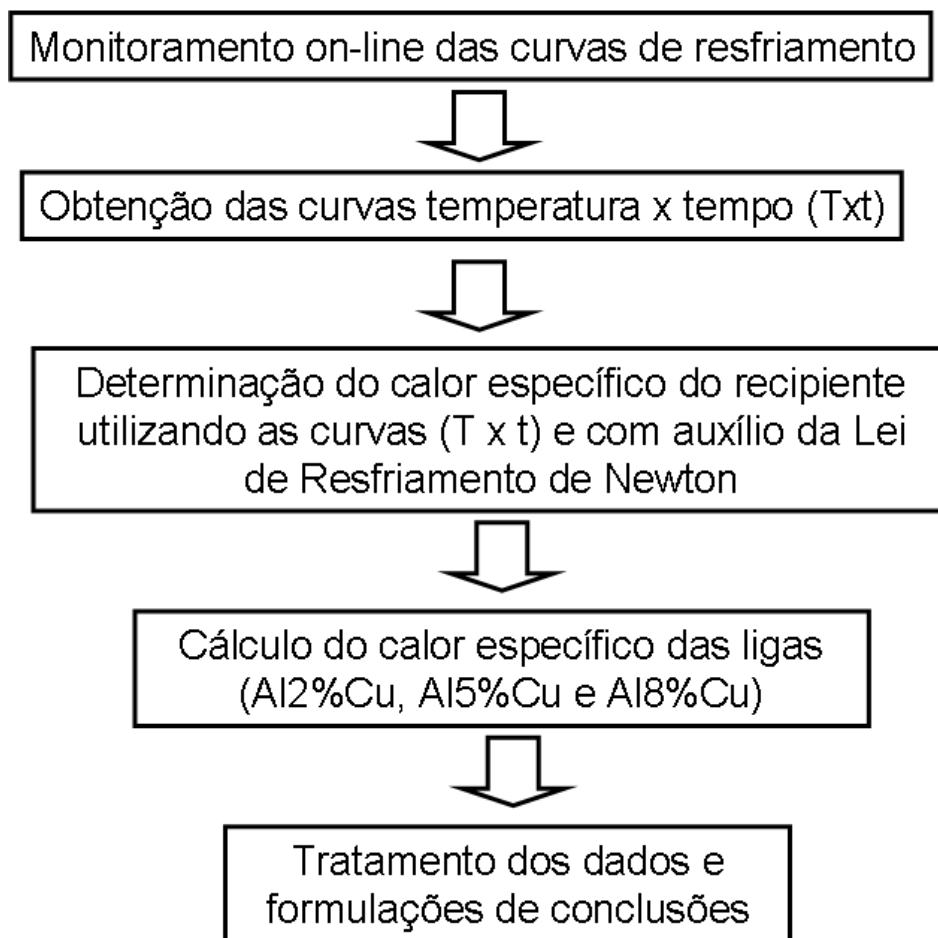 Monitoramento on-line das curvas de resfriamento
Obtenção das curvas temperatura x tempo (Txt)
Determinação do calor específico do recipiente
utilizando as curvas (T x t) e com auxílio da Lei
de Resfriamento de Newton
Cálculo do calor específico das ligas
(Al2%Cu, Al5%Cu e Al8%Cu)
Tratamento dos dados e
formulações de conclusões